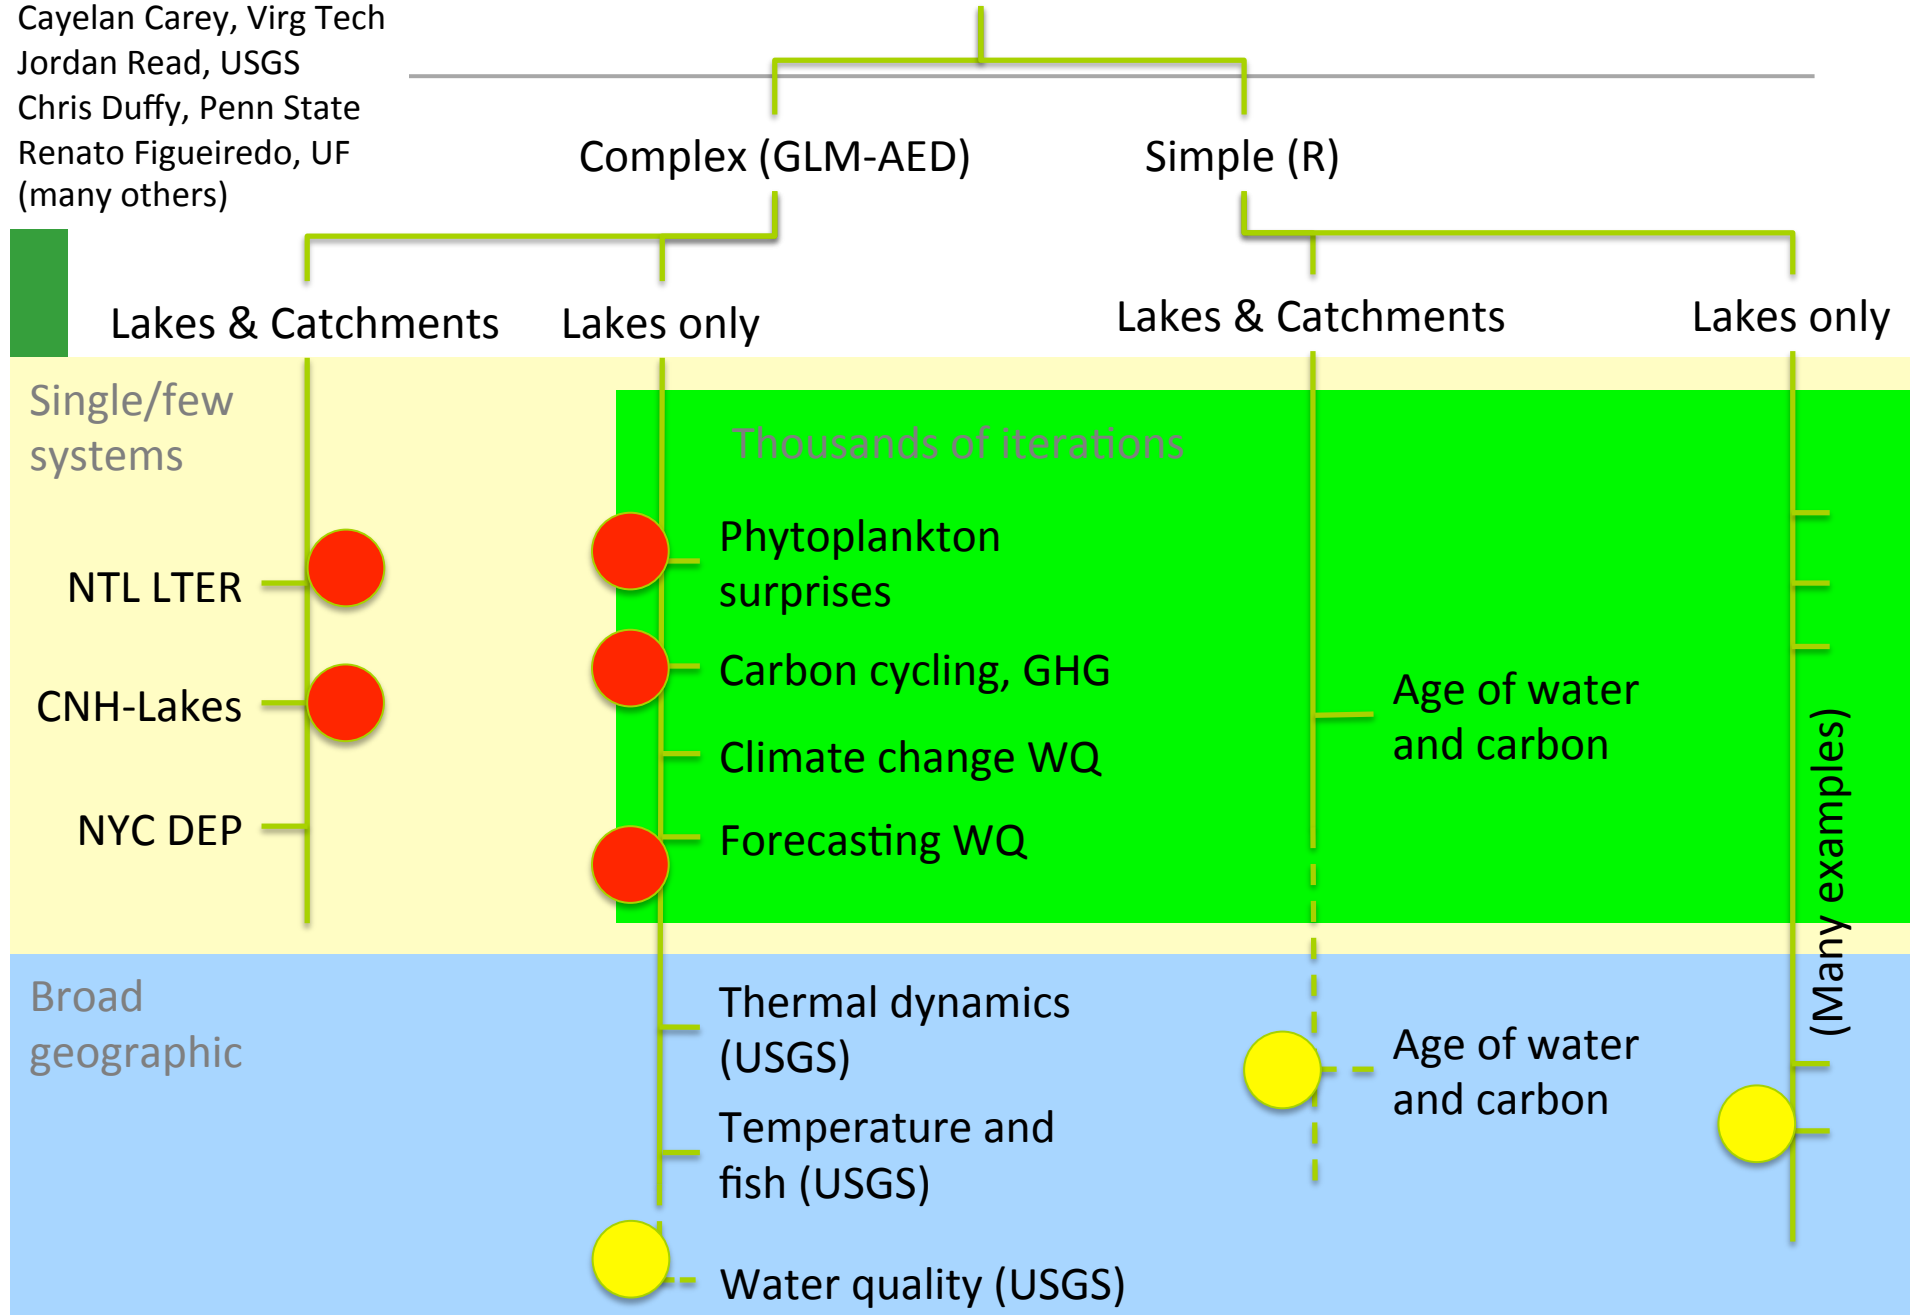 Cayelan Carey, Virg Tech
Jordan Read, USGS
Chris Duffy, Penn State
Renato Figueiredo, UF
(many others)
Complex (GLM-AED)
Simple (R)
Lakes & Catchments
Lakes only
Lakes & Catchments
Lakes only
Single/few
systems
Thousands of iterations
NTL LTER
CNH-Lakes
NYC DEP
Phytoplankton
surprises
Carbon cycling, GHG
Climate change WQ
Forecasting WQ
Age of water
and carbon
(Many examples)
Broad
geographic
Thermal dynamics
(USGS)
Temperature and
fish (USGS)
Water quality (USGS)
Age of water
and carbon